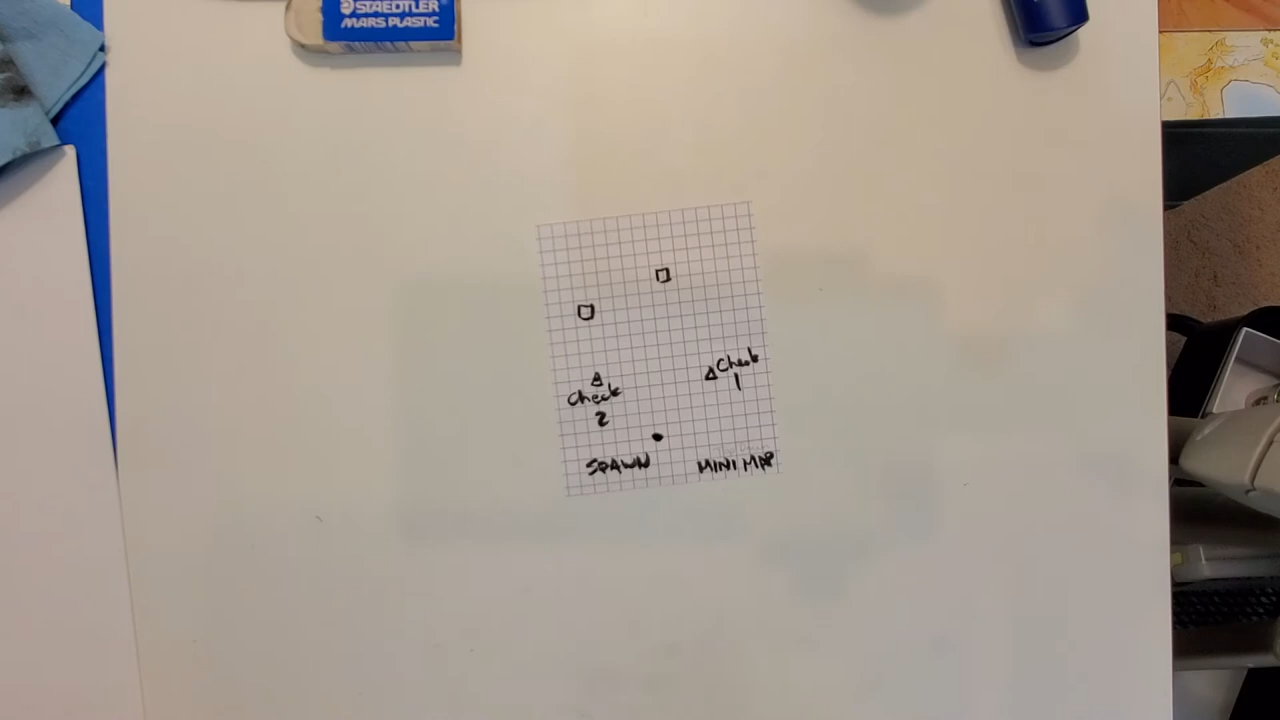 STAEDTLER
MARS PLASTIC
Check
1
Check
2
SPAWN
MINI MAP